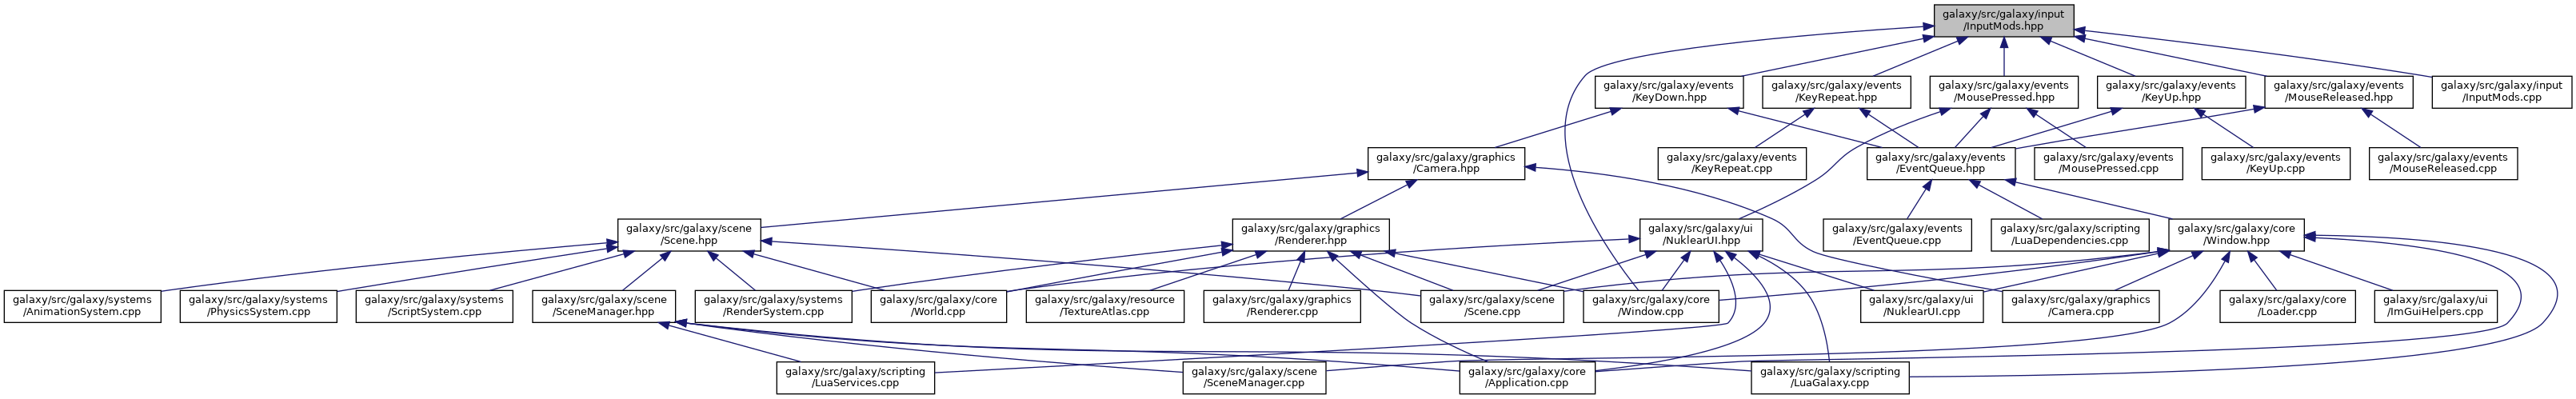 galaxy/src/galaxy/input
/InputMods.hpp
galaxy/src/galaxy/events
/KeyDown.hpp
galaxy/src/galaxy/events
/KeyRepeat.hpp
galaxy/src/galaxy/events
/MousePressed.hpp
galaxy/src/galaxy/events
/KeyUp.hpp
galaxy/src/galaxy/events
/MouseReleased.hpp
galaxy/src/galaxy/input
/InputMods.cpp
galaxy/src/galaxy/graphics
/Camera.hpp
galaxy/src/galaxy/events
/KeyRepeat.cpp
galaxy/src/galaxy/events
/EventQueue.hpp
galaxy/src/galaxy/events
/MousePressed.cpp
galaxy/src/galaxy/events
/KeyUp.cpp
galaxy/src/galaxy/events
/MouseReleased.cpp
galaxy/src/galaxy/scene
/Scene.hpp
galaxy/src/galaxy/graphics
/Renderer.hpp
galaxy/src/galaxy/ui
/NuklearUI.hpp
galaxy/src/galaxy/events
/EventQueue.cpp
galaxy/src/galaxy/scripting
/LuaDependencies.cpp
galaxy/src/galaxy/core
/Window.hpp
galaxy/src/galaxy/systems
/AnimationSystem.cpp
galaxy/src/galaxy/systems
/PhysicsSystem.cpp
galaxy/src/galaxy/systems
/ScriptSystem.cpp
galaxy/src/galaxy/scene
/SceneManager.hpp
galaxy/src/galaxy/systems
/RenderSystem.cpp
galaxy/src/galaxy/core
/World.cpp
galaxy/src/galaxy/resource
/TextureAtlas.cpp
galaxy/src/galaxy/graphics
/Renderer.cpp
galaxy/src/galaxy/scene
/Scene.cpp
galaxy/src/galaxy/core
/Window.cpp
galaxy/src/galaxy/ui
/NuklearUI.cpp
galaxy/src/galaxy/graphics
/Camera.cpp
galaxy/src/galaxy/core
/Loader.cpp
galaxy/src/galaxy/ui
/ImGuiHelpers.cpp
galaxy/src/galaxy/scripting
/LuaServices.cpp
galaxy/src/galaxy/scene
/SceneManager.cpp
galaxy/src/galaxy/core
/Application.cpp
galaxy/src/galaxy/scripting
/LuaGalaxy.cpp